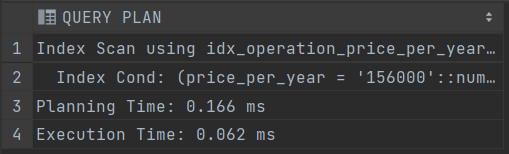 QUERY PLAN
1 Index Scan using idx_operation_price_per_year…
2 Index Cond: (price_per_year = '156000'::num…
3 Planning Time: 0.166 ms
4 Execution Time: 0.062 ms